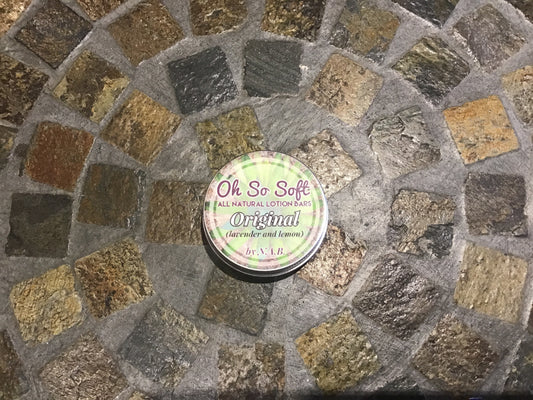 Oh So Soft
ALL NATURAL LOTION BARS
Original
(lavender and lemon)
by N.A.B.